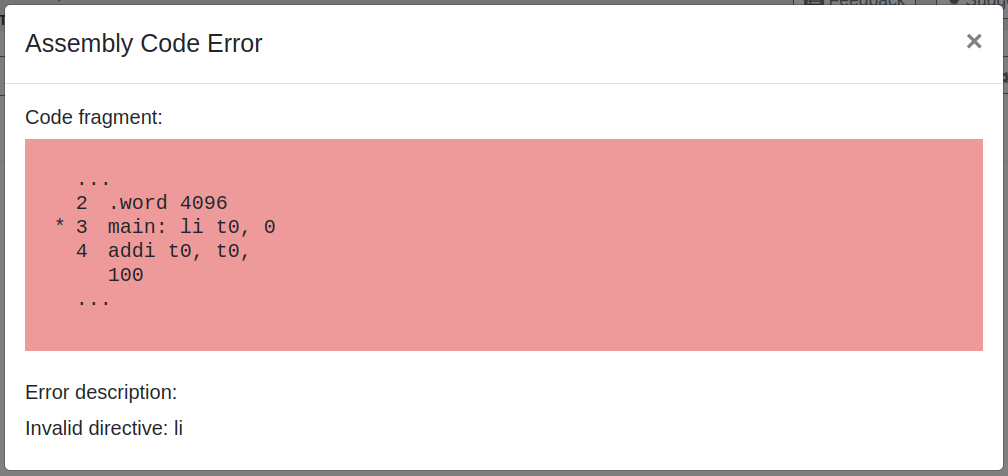 Feedback
Assembly Code Error ×
Code fragment:
...
2 .word 4096
* 3 main: li t0, 0
4 addi t0, t0,
100
...
Error description:
Invalid directive: li